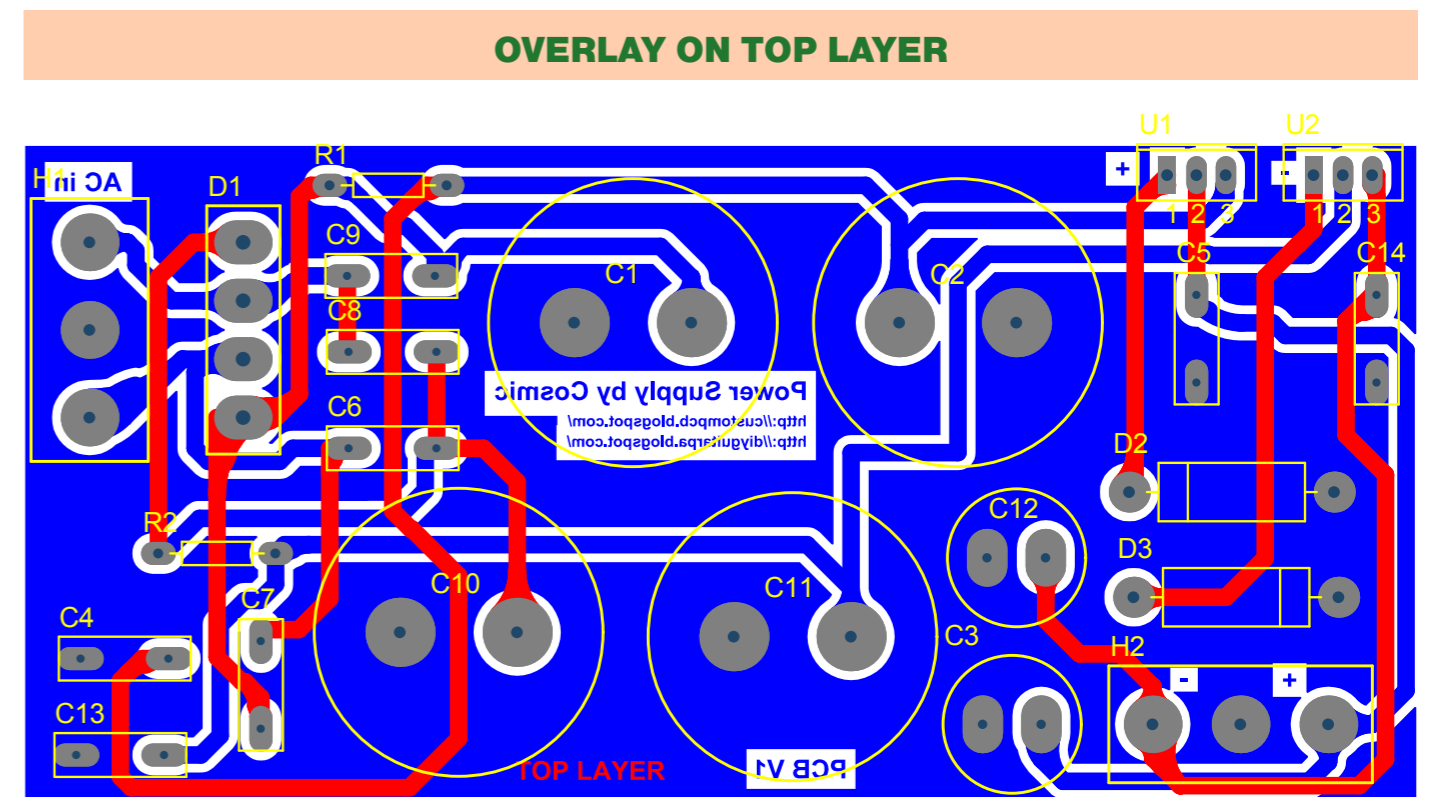 OVERLAY ON TOP LAYER
U1 U2
R1
H1 AC in
D1
+ -
1 2 3 1 2 3
C9
C5 C14
C1 C2
C8
Power Supply by Cosmic
http://custompcb.blogspot.com/
http://diyguitarpa.blogspot.com/
C6
D2
R2
C12
D3
C10
C11
C7
C4
C3
H2
- +
C13
TOP LAYER
PCB V1